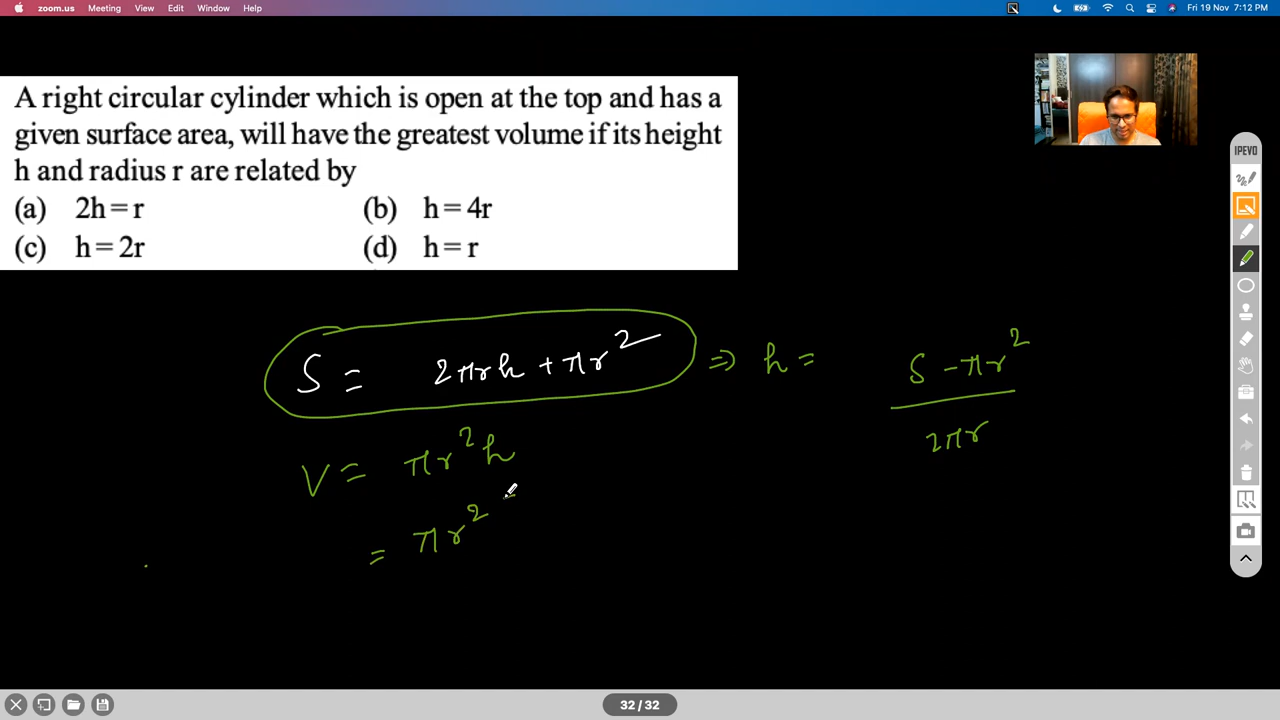 zoom.us Meeting View Edit Window Help Fri 19 Nov 7:12 PM
A right circular cylinder which is open at the top and has a
given surface area, will have the greatest volume if its height
h and radius r are related by
(a) 2h = r (b) h = 4r
(c) h = 2r (d) h = r
IPEVO
S = 2πrh + πr² ⇒ h = (S - πr²) / 2πr
V = πr²h
= πr²
32 / 32